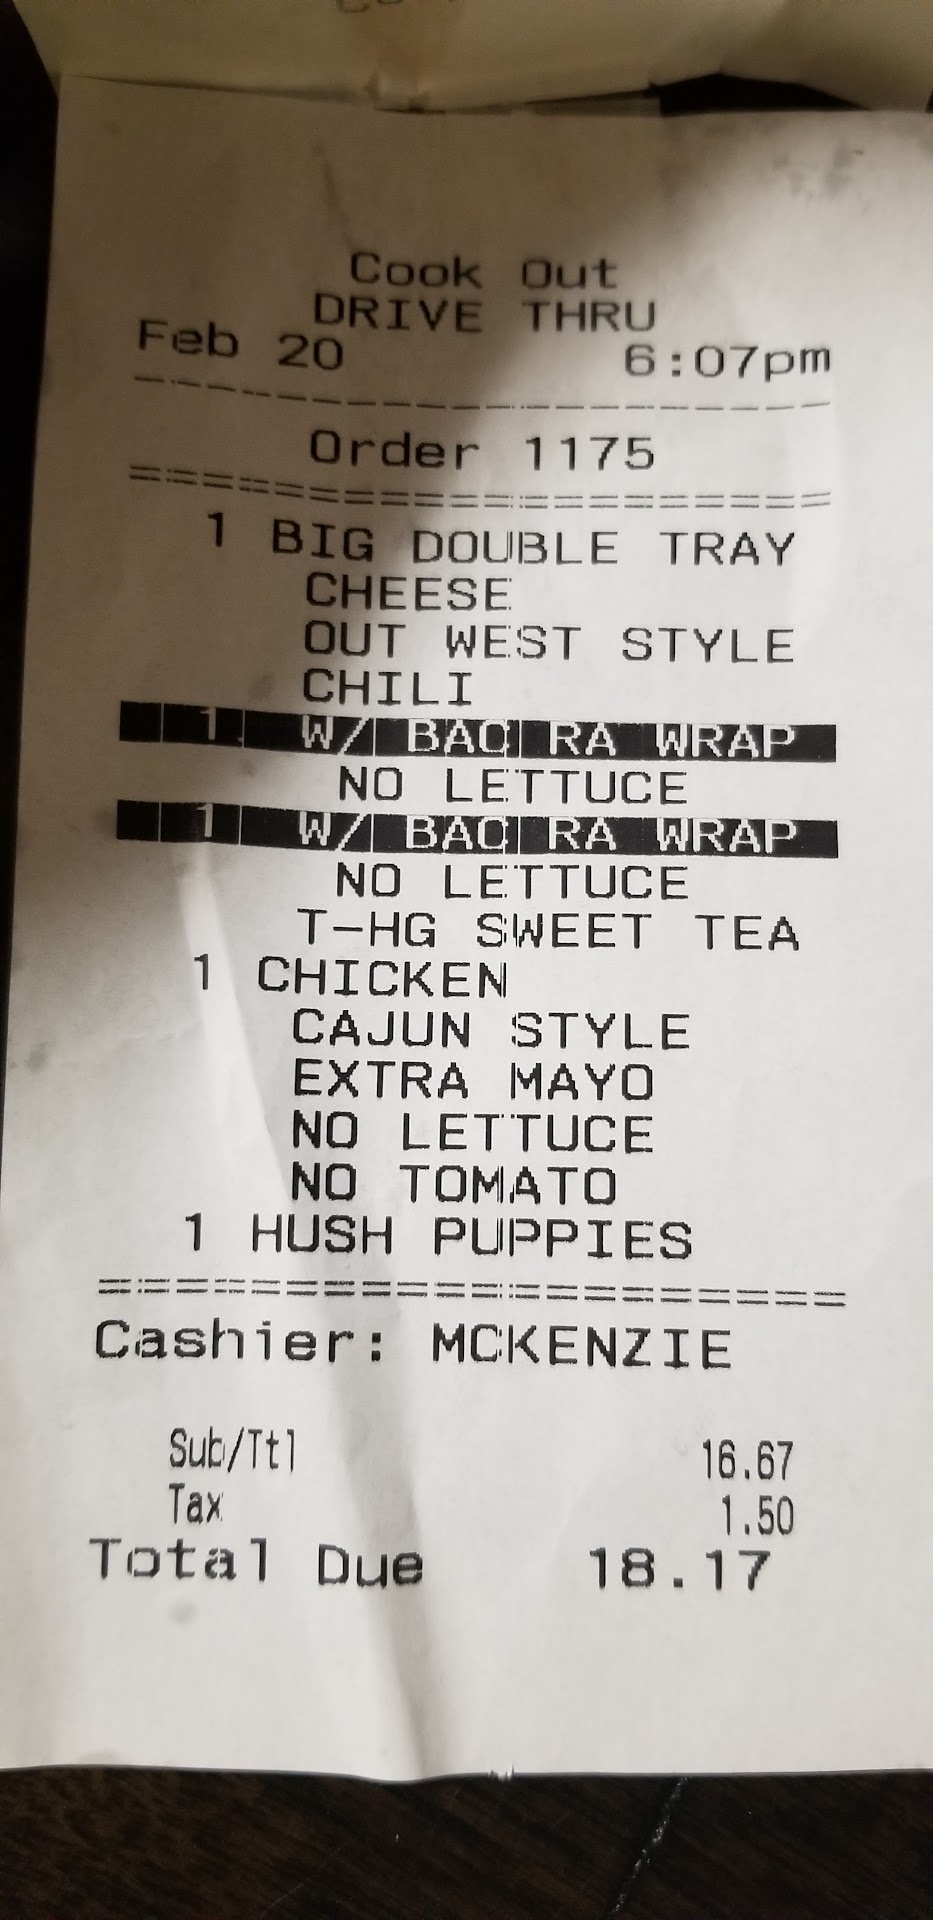 Cook Out
DRIVE THRU
Feb 20 6:07pm
Order 1175
1 BIG DOUBLE TRAY
CHEESE
OUT WEST STYLE
CHILI
1 W/ BAC RA WRAP
NO LETTUCE
1 W/ BAC RA WRAP
NO LETTUCE
T-HG SWEET TEA
1 CHICKEN
CAJUN STYLE
EXTRA MAYO
NO LETTUCE
NO TOMATO
1 HUSH PUPPIES
Cashier: MCKENZIE
Sub/Ttl 16.67
Tax 1.50
Total Due 18.17